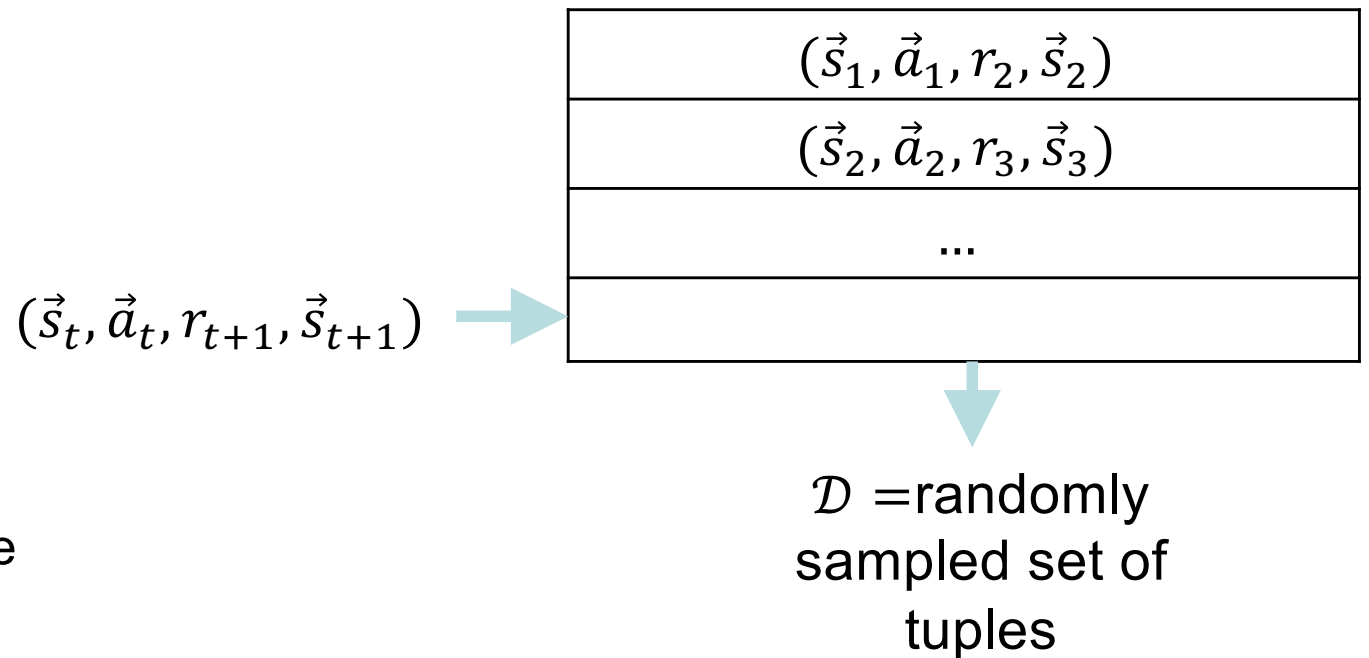 (s⃗₁, a⃗₁, r₂, s⃗₂)
(s⃗₂, a⃗₂, r₃, s⃗₃)
...
(s⃗ₜ, a⃗ₜ, rₜ₊₁, s⃗ₜ₊₁)
𝒟 =randomly
sampled set of
tuples
e